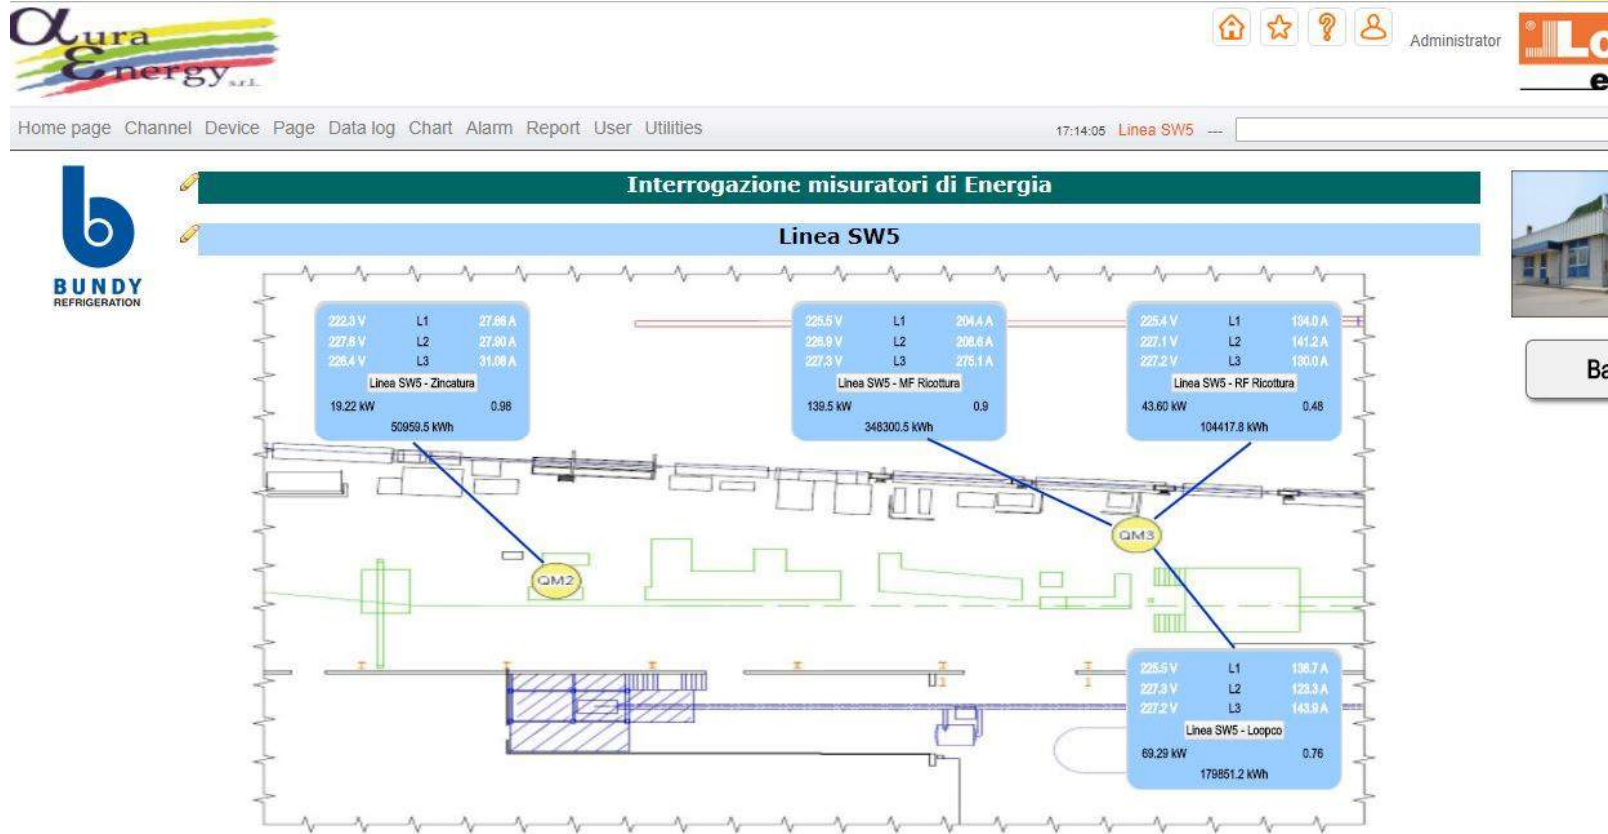 αura
Energy s.r.l.
Administrator
Lo
e
Home page Channel Device Page Data log Chart Alarm Report User Utilities
17:14:05 Linea SW5 ---
b
BUNDY
REFRIGERATION
Interrogazione misuratori di Energia
Linea SW5
222.3 V L1 27.66 A
227.6 V L2 27.90 A
226.4 V L3 31.08 A
Linea SW5 - Zincatura
19.22 kW 0.98
50959.5 kWh
225.5 V L1 204.4 A
226.9 V L2 206.6 A
227.3 V L3 275.1 A
Linea SW5 - MF Ricottura
139.5 kW 0.9
348300.5 kWh
225.4 V L1 134.0 A
227.1 V L2 141.2 A
227.2 V L3 130.0 A
Linea SW5 - RF Ricottura
43.60 kW 0.48
104417.8 kWh
Ba
QM3
QM2
225.5 V L1 136.7 A
227.3 V L2 123.3 A
227.2 V L3 143.9 A
Linea SW5 - Loopco
69.29 kW 0.76
179851.2 kWh